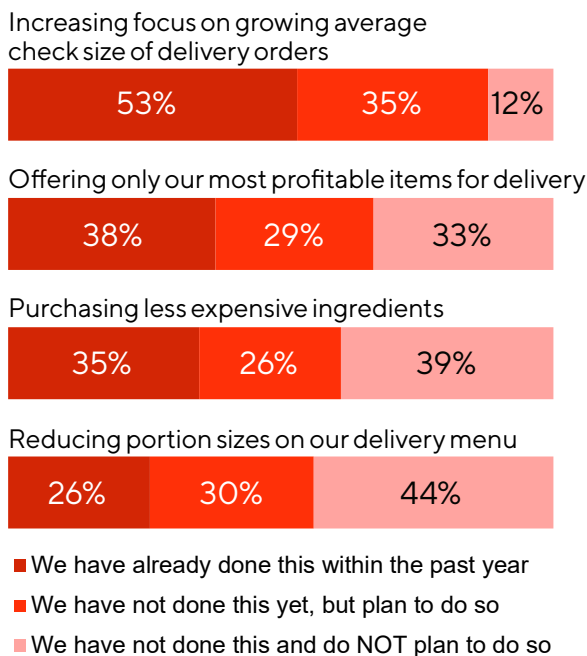 Increasing focus on growing average
check size of delivery orders
53% 35% 12%
Offering only our most profitable items for delivery
38% 29% 33%
Purchasing less expensive ingredients
35% 26% 39%
Reducing portion sizes on our delivery menu
26% 30% 44%
We have already done this within the past year
We have not done this yet, but plan to do so
We have not done this and do NOT plan to do so